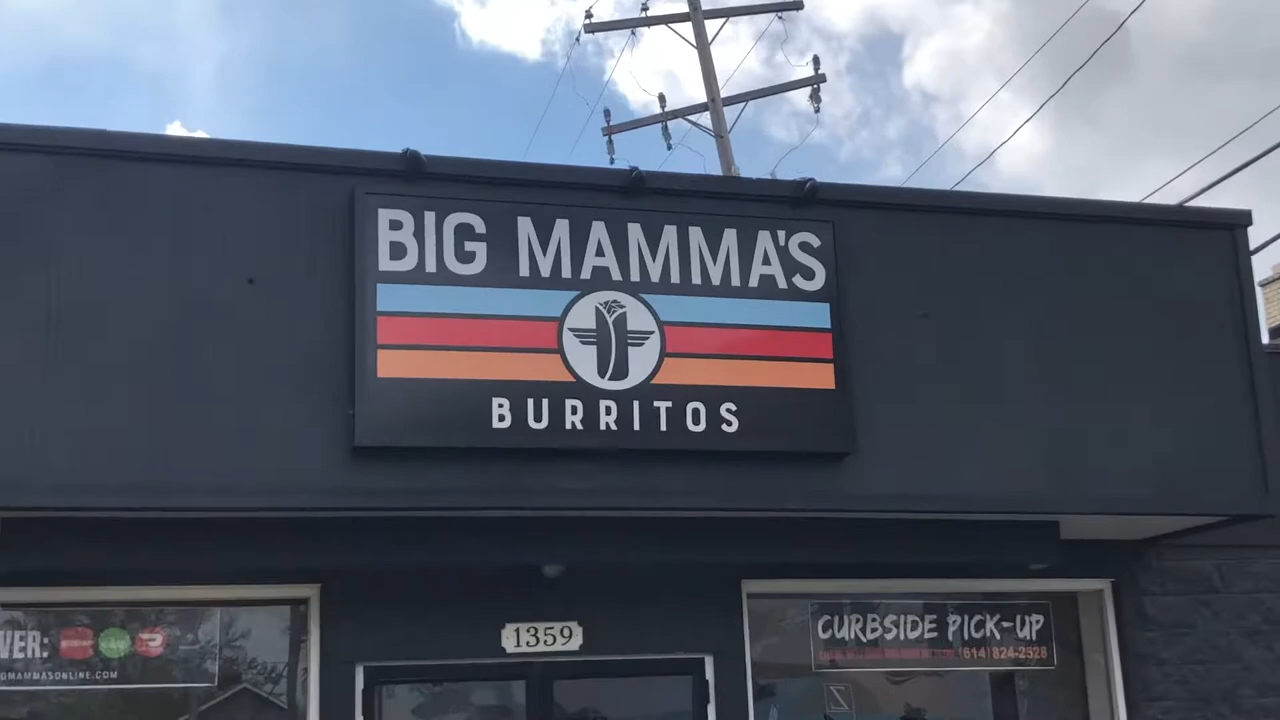 BIG MAMMA'S
BURRITOS
1359
VER:
OMAMMASONLINE.COM
CURBSIDE PICK-UP
(614)824-2528
Z